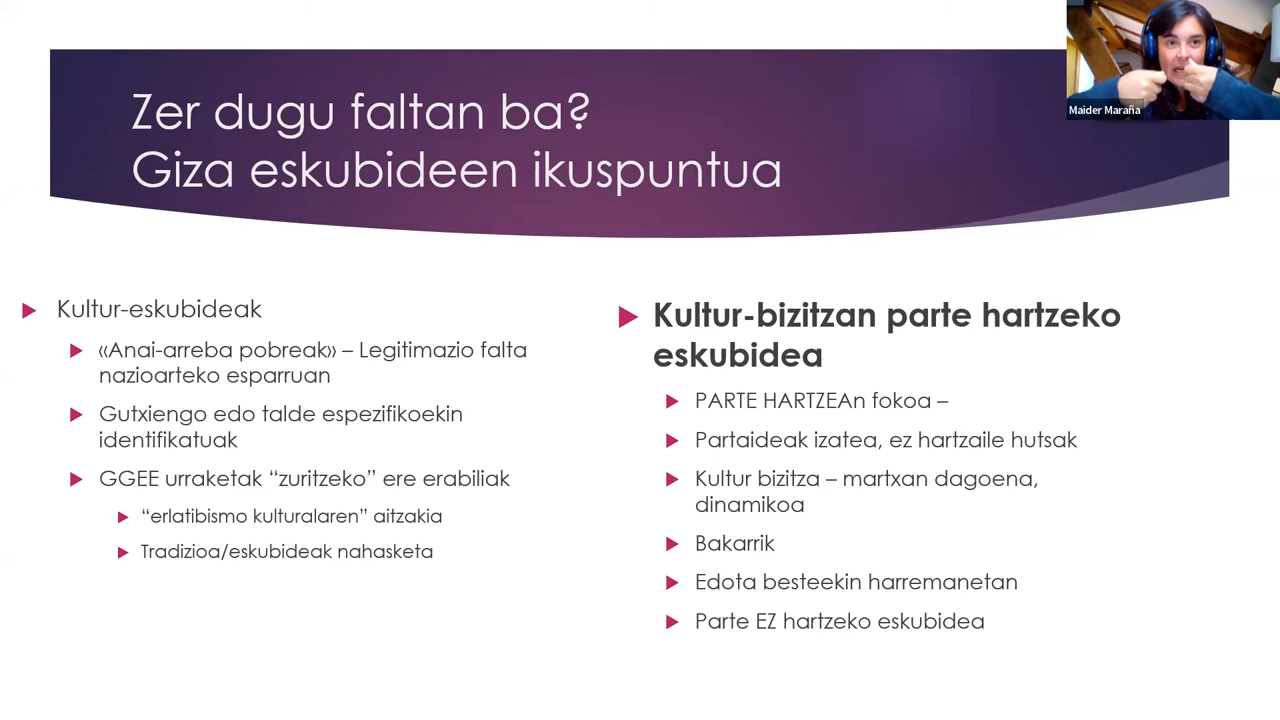 Zer dugu faltan ba?
Giza eskubideen ikuspuntua
Maider Maraña
Kultur-eskubideak
«Anai-arreba pobreak» – Legitimazio falta
nazioarteko esparruan
Gutxiengo edo talde espezifikoekin
identifikatuak
GGEE urraketak “zuritzeko” ere erabiliak
“erlatibismo kulturalaren” aitzakia
Tradizioa/eskubideak nahasketa
Kultur-bizitzan parte hartzeko
eskubidea
PARTE HARTZEAn fokoa –
Partaideak izatea, ez hartzaile hutsak
Kultur bizitza – martxan dagoena,
dinamikoa
Bakarrik
Edota besteekin harremanetan
Parte EZ hartzeko eskubidea